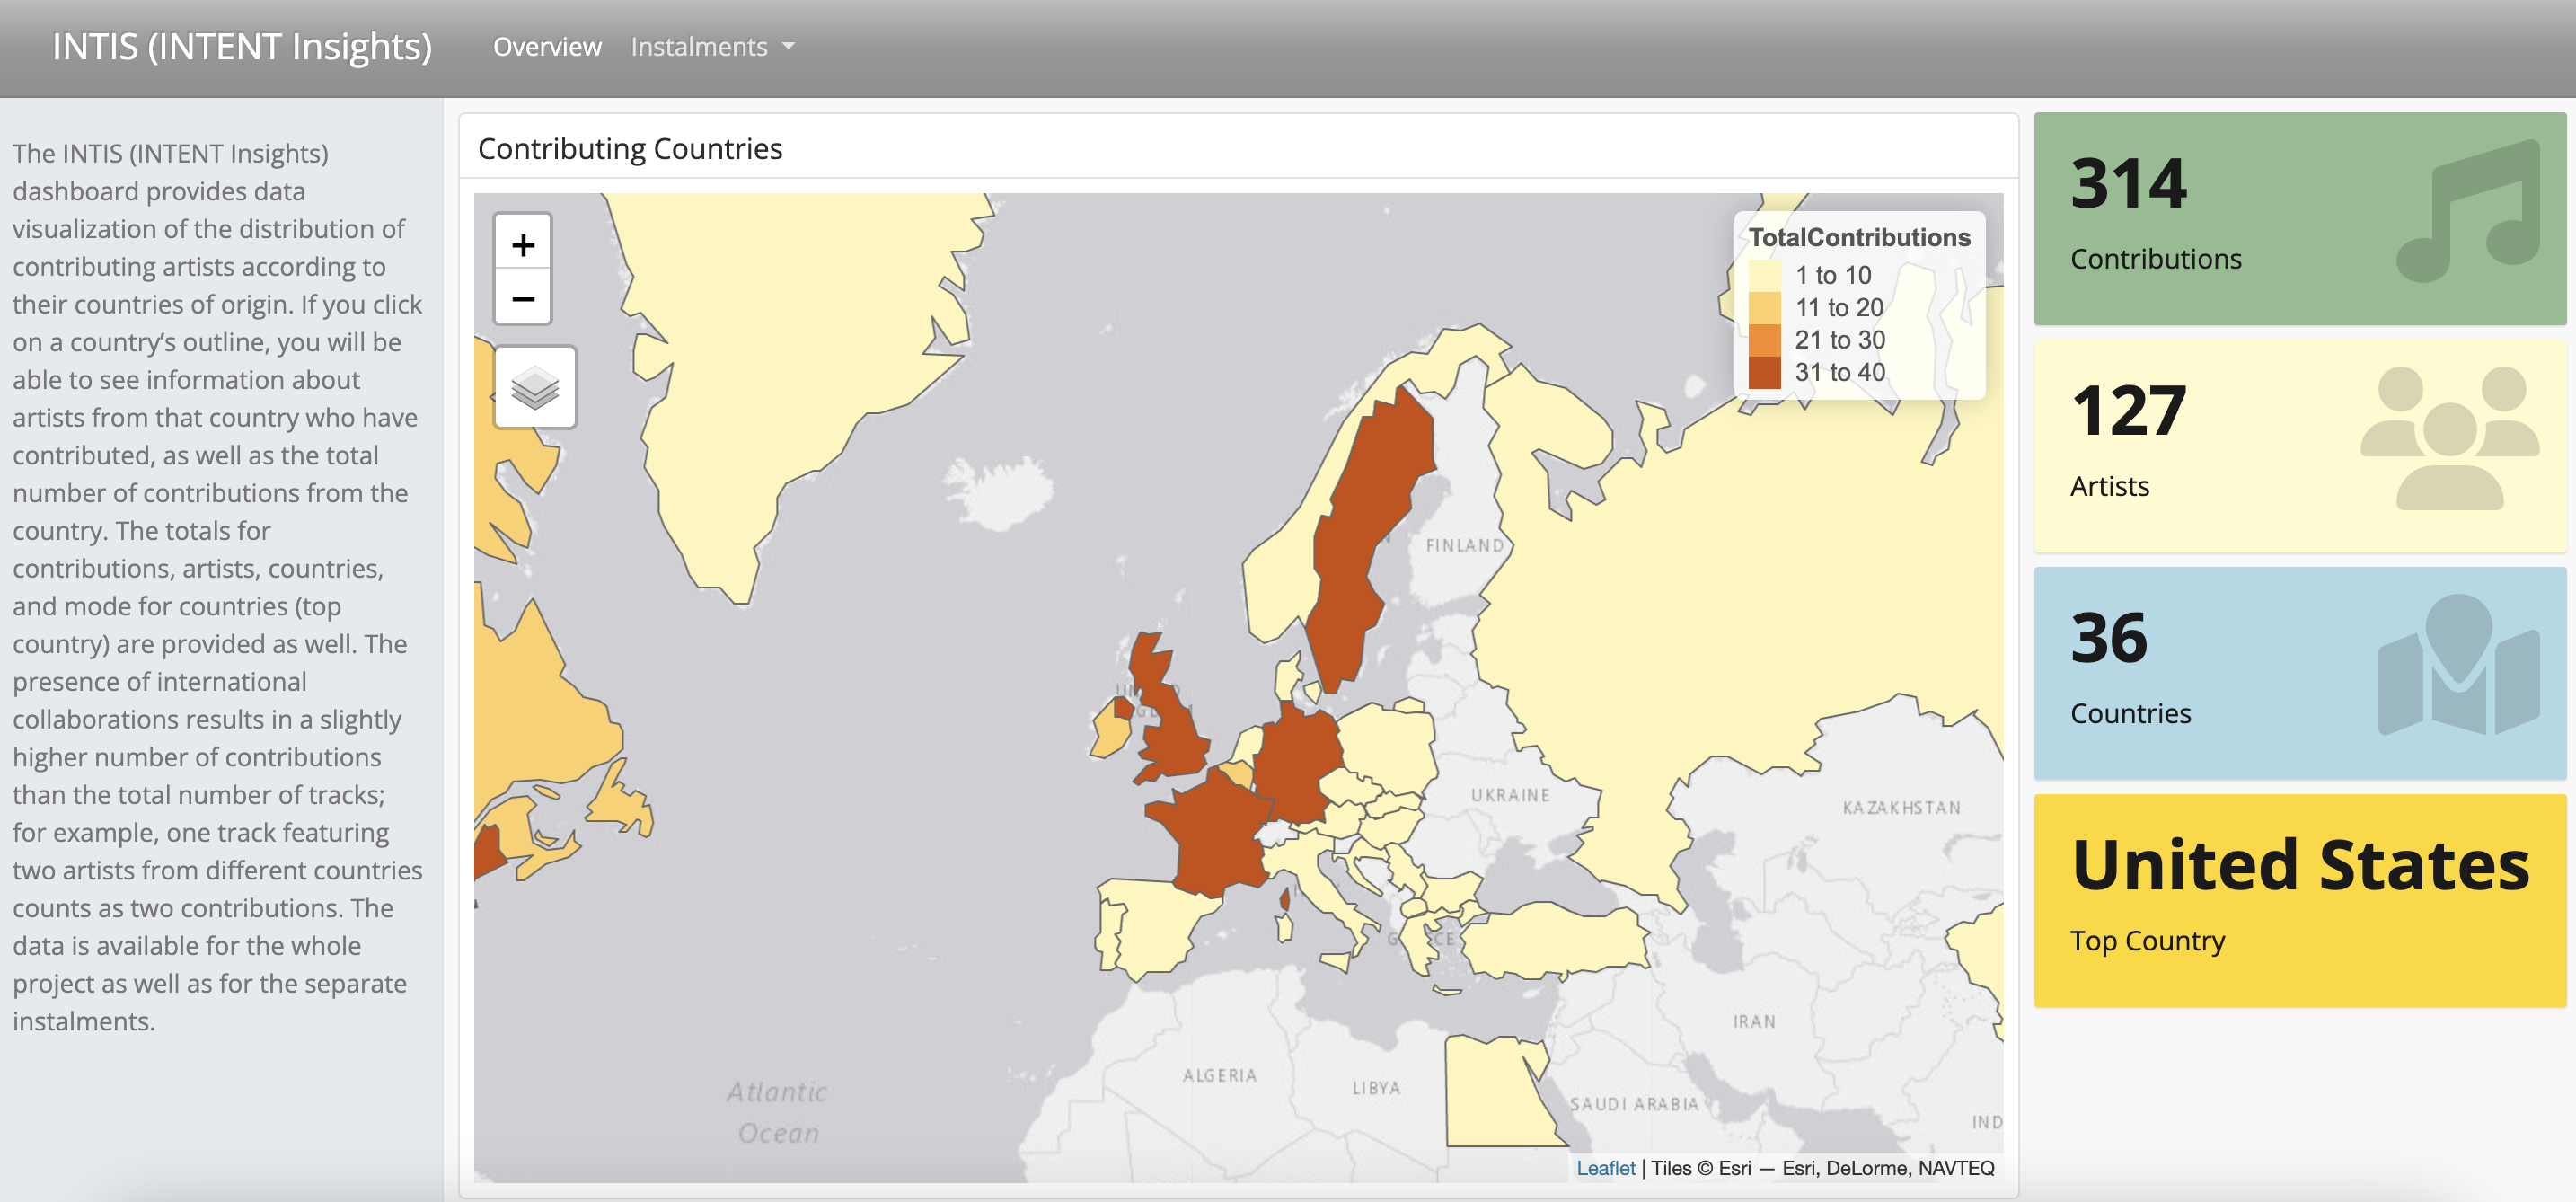 INTIS (INTENT Insights)
Overview
Instalments
The INTIS (INTENT Insights)
dashboard provides data
visualization of the distribution of
contributing artists according to
their countries of origin. If you click
on a country’s outline, you will be
able to see information about
artists from that country who have
contributed, as well as the total
number of contributions from the
country. The totals for
contributions, artists, countries,
and mode for countries (top
country) are provided as well. The
presence of international
collaborations results in a slightly
higher number of contributions
than the total number of tracks;
for example, one track featuring
two artists from different countries
counts as two contributions. The
data is available for the whole
project as well as for the separate
instalments.
Contributing Countries
+
−
TotalContributions
1 to 10
11 to 20
21 to 30
31 to 40
FINLAND
UKRAINE
KAZAKHSTAN
IRAN
ALGERIA
LIBYA
SAUDI ARABIA
IND
Atlantic
Ocean
Leaflet | Tiles © Esri — Esri, DeLorme, NAVTEQ
314
Contributions
127
Artists
36
Countries
United States
Top Country